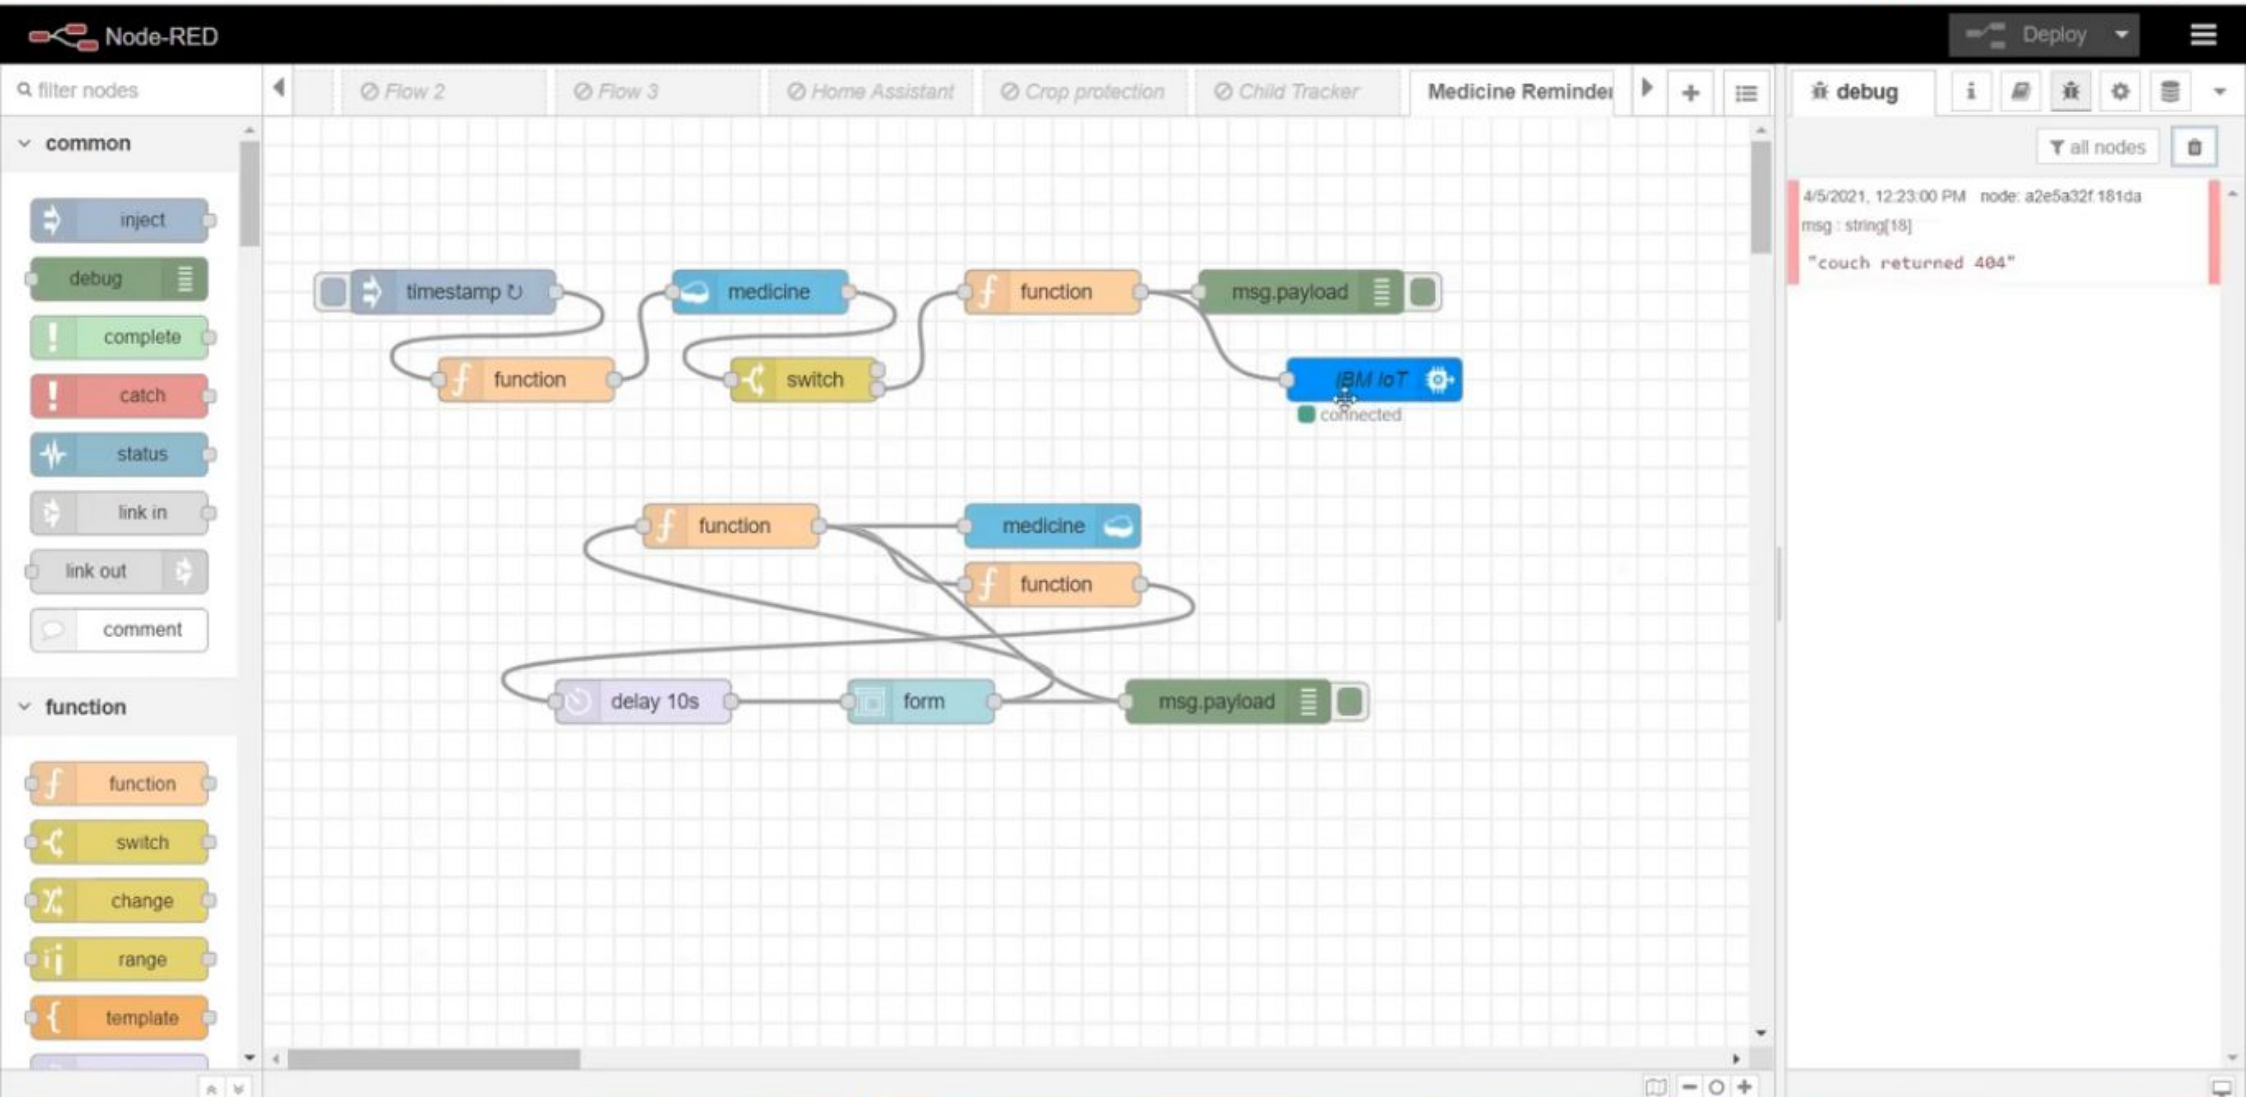 Node-RED
Deploy
filter nodes
Flow 2
Flow 3
Home Assistant
Crop protection
Child Tracker
Medicine Reminder
debug
common
all nodes
inject
debug
complete
catch
status
link in
link out
comment
function
function
switch
change
range
template
timestamp ↻
medicine
function
msg.payload
function
switch
IBM IoT
connected
function
medicine
function
delay 10s
form
msg.payload
4/5/2021, 12:23:00 PM node: a2e5a32f.181da
msg : string[18]
"couch returned 404"